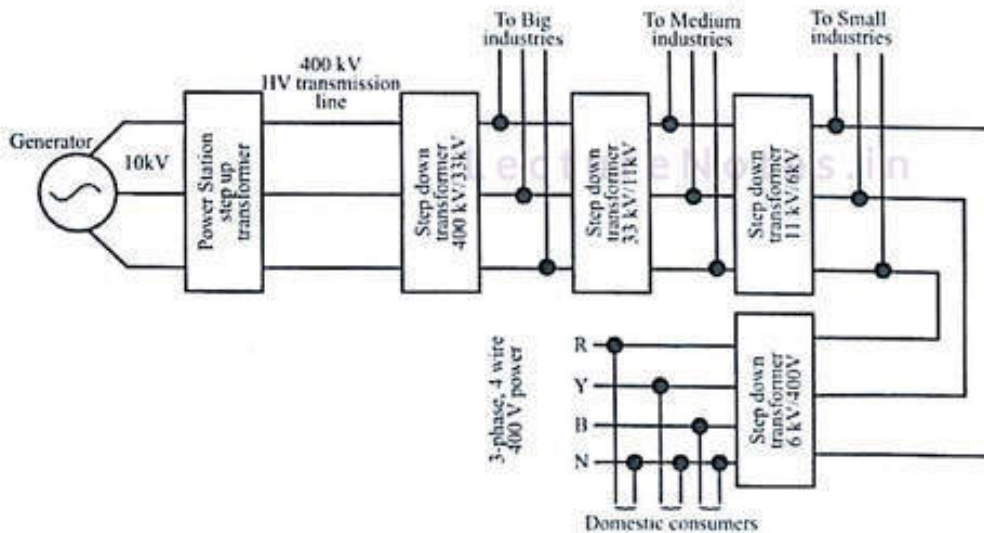 To Big
industries
To Medium
industries
To Small
industries
400 kV
HV transmission
line
Generator
10kV
Power Station
step up
transformer
Step down
transformer
400 kV/33kV
Step down
transformer
33 kV/11kV
Step down
transformer
11 kV/6kV
LectureNotes.in
3-phase, 4 wire
400 V power
R
Y
B
N
Step down
transformer
6 kV/400V
Domestic consumers